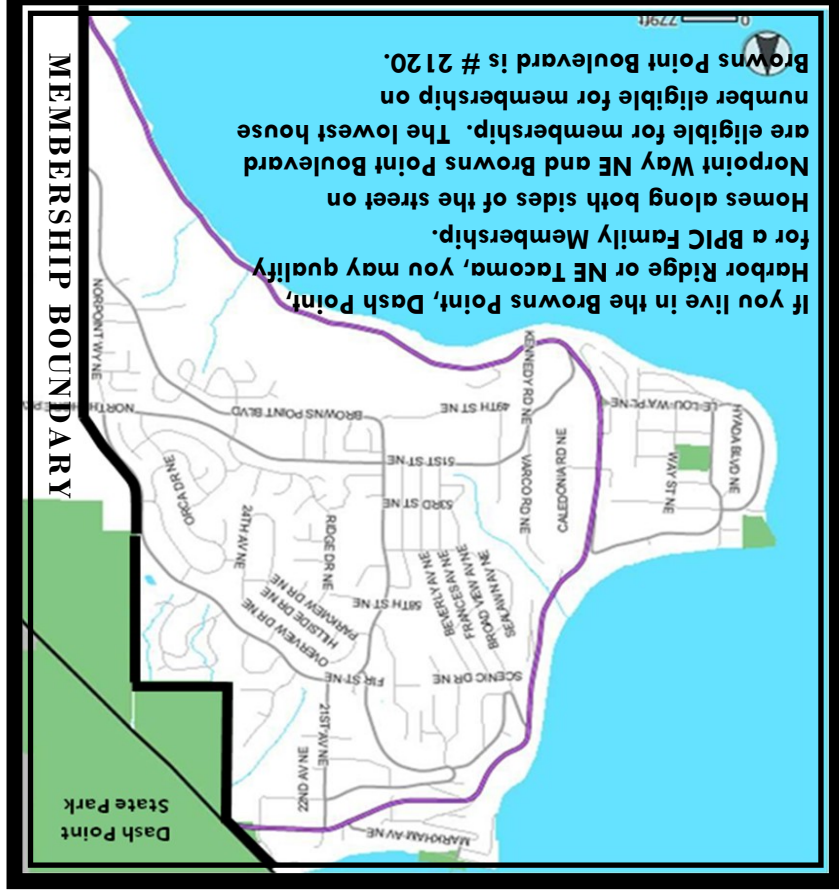 MARKHAM AV NE
Dash Point
State Park
22ND AV NE
21ST AV NE
SCENIC DR NE
FIR ST NE
OVERVIEW DR NE
HILLSIDE DR NE
PARKVIEW DR NE
58TH ST NE
SEALAWN AV NE
BROAD VIEW AV NE
FRANCES AV NE
BEVERLY AV NE
RIDGE DR NE
24TH AV NE
ORCA DR NE
53RD ST NE
51ST ST NE
HYADA BLVD NE
WAY ST NE
LE-LOU-WA PL NE
CALEDONIA RD NE
VARCO RD NE
KENNEDY RD NE
49TH ST NE
BROWNS POINT BLVD
NORTH
NORPOINT WY NE
MEMBERSHIP BOUNDARY
If you live in the Browns Point, Dash Point,
Harbor Ridge or NE Tacoma, you may qualify
for a BPIC Family Membership.
Homes along both sides of the street on
Norpoint Way NE and Browns Point Boulevard
are eligible for membership. The lowest house
number eligible for membership on
Browns Point Boulevard is # 2120.
0 779ft